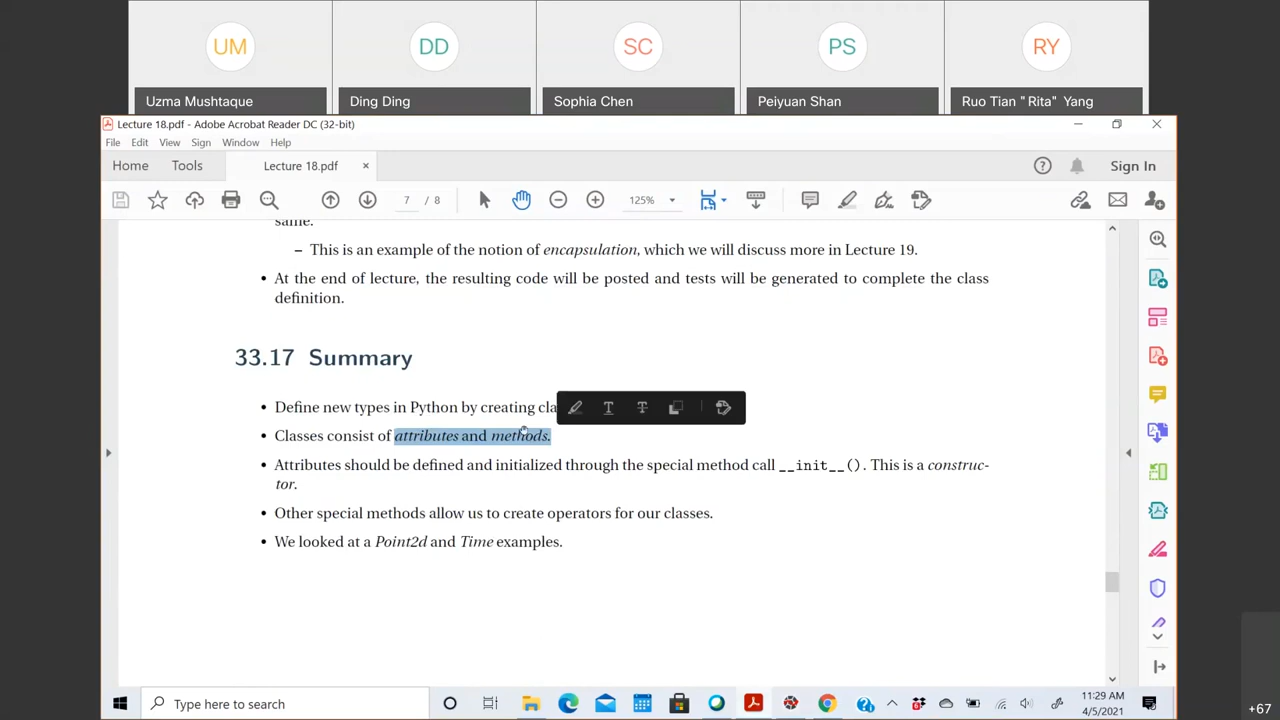 UM
DD
SC
PS
RY
Uzma Mushtaque
Ding Ding
Sophia Chen
Peiyuan Shan
Ruo Tian "Rita" Yang
Lecture 18.pdf - Adobe Acrobat Reader DC (32-bit)
File Edit View Sign Window Help
Home Tools Lecture 18.pdf × Sign In
7 / 8 125%
same.
– This is an example of the notion of encapsulation, which we will discuss more in Lecture 19.
• At the end of lecture, the resulting code will be posted and tests will be generated to complete the class
definition.
33.17 Summary
• Define new types in Python by creating cla
• Classes consist of attributes and methods.
• Attributes should be defined and initialized through the special method call __init__(). This is a construc-
tor.
• Other special methods allow us to create operators for our classes.
• We looked at a Point2d and Time examples.
Type here to search
11:29 AM
4/5/2021
+67